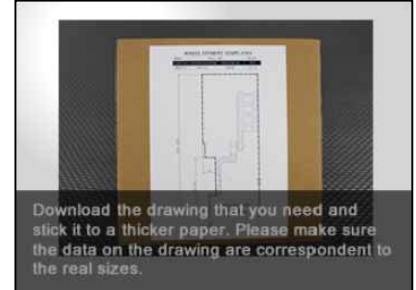 Download the drawing that you need and
stick it to a thicker paper. Please make sure
the data on the drawing are correspondent to
the real sizes.